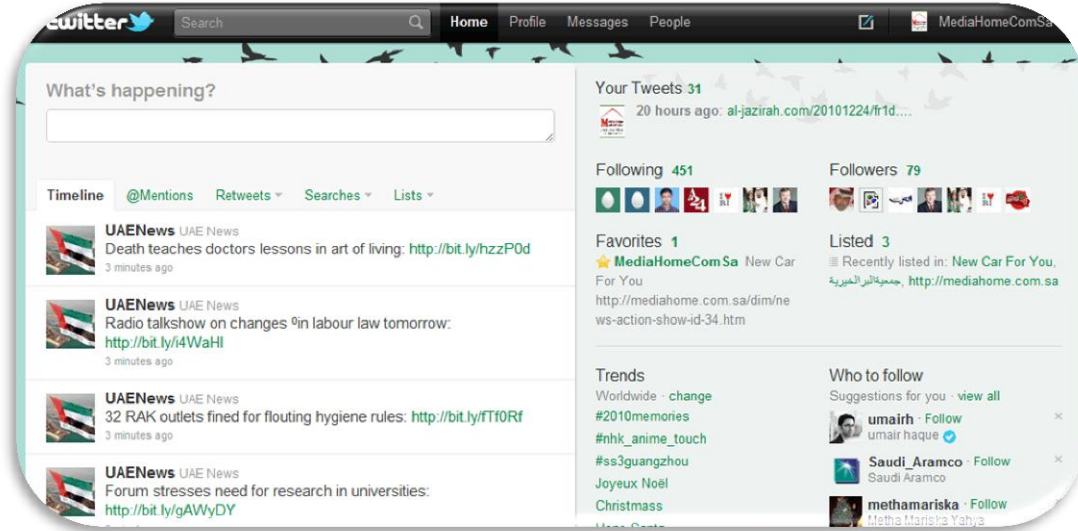 twitter
Search
Home Profile Messages People
MediaHomeComSa
What's happening?
Timeline @Mentions Retweets Searches Lists
UAENews UAE News
Death teaches doctors lessons in art of living: http://bit.ly/hzzP0d
3 minutes ago
UAENews UAE News
Radio talkshow on changes ºin labour law tomorrow:
http://bit.ly/i4WaHl
3 minutes ago
UAENews UAE News
32 RAK outlets fined for flouting hygiene rules: http://bit.ly/fTf0Rf
3 minutes ago
UAENews UAE News
Forum stresses need for research in universities:
http://bit.ly/gAWyDY
Your Tweets 31
20 hours ago: al-jazirah.com/20101224/fr1d....
Following 451
Followers 79
Favorites 1
MediaHomeComSa New Car
For You
http://mediahome.com.sa/dim/ne
ws-action-show-id-34.htm
Listed 3
Recently listed in: New Car For You,
جمعيةالبرالخيرية, http://mediahome.com.sa
Trends
Worldwide · change
#2010memories
#nhk_anime_touch
#ss3guangzhou
Joyeux Noël
Christmass
Who to follow
Suggestions for you · view all
umairh · Follow
umair haque
Saudi_Aramco · Follow
Saudi Aramco
methamariska · Follow
Metha Mariska Yahya